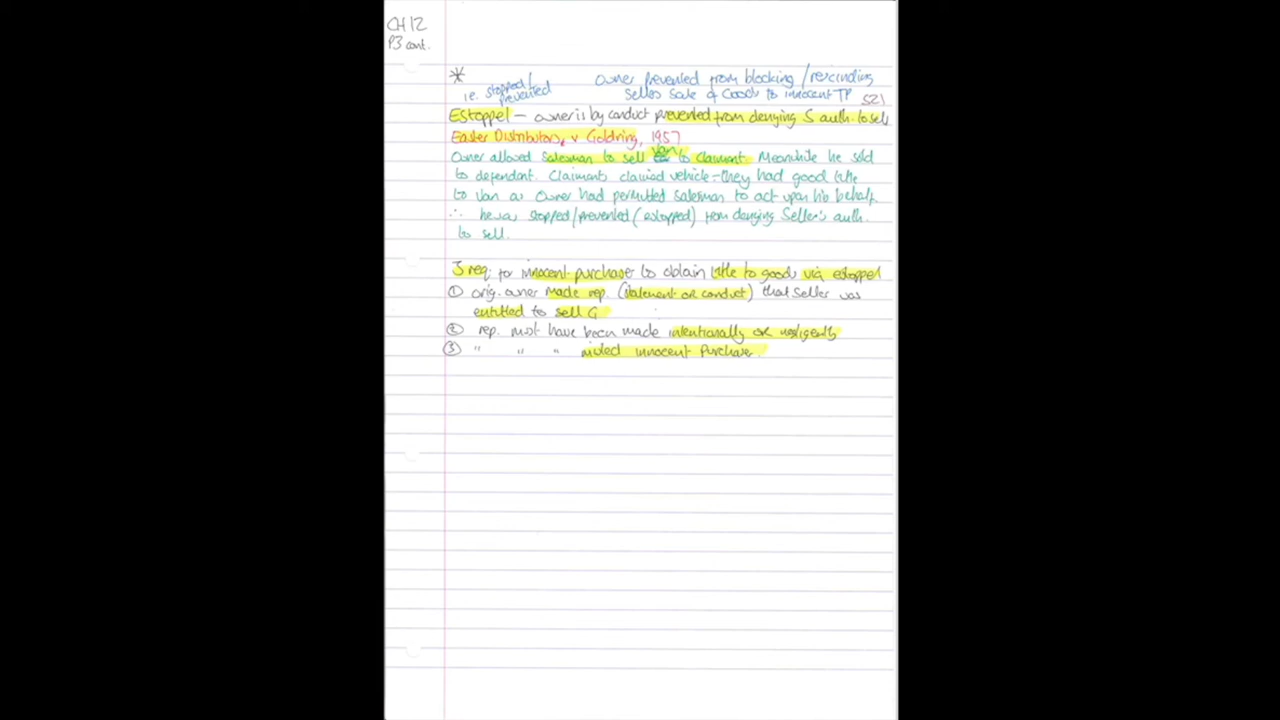 CH 12
P3 cont.
*
i.e. stopped/
prevented
Owner prevented from blocking / rescinding
Sellers Sale of Goods to innocent TP
S21
Estoppel – owner is by conduct prevented from denying S auth. to sell
Easter Distributors, v Goldring, 1957
Owner allowed Salesman to sell van to claimant. Meanwhile he sold
to defendant. Claimants claimed vehicle - they had good title
to van as owner had permitted salesman to act upon his behalf.
∴ he was stopped/prevented (estopped) from denying Seller's auth.
to sell.
3 req. for innocent purchaser to obtain title to goods via estoppel
① orig. owner made rep. (statement or conduct) that Seller was
entitled to sell G
② rep. must have been made intentionally or negligently
③ " " " misled innocent Purchaser.